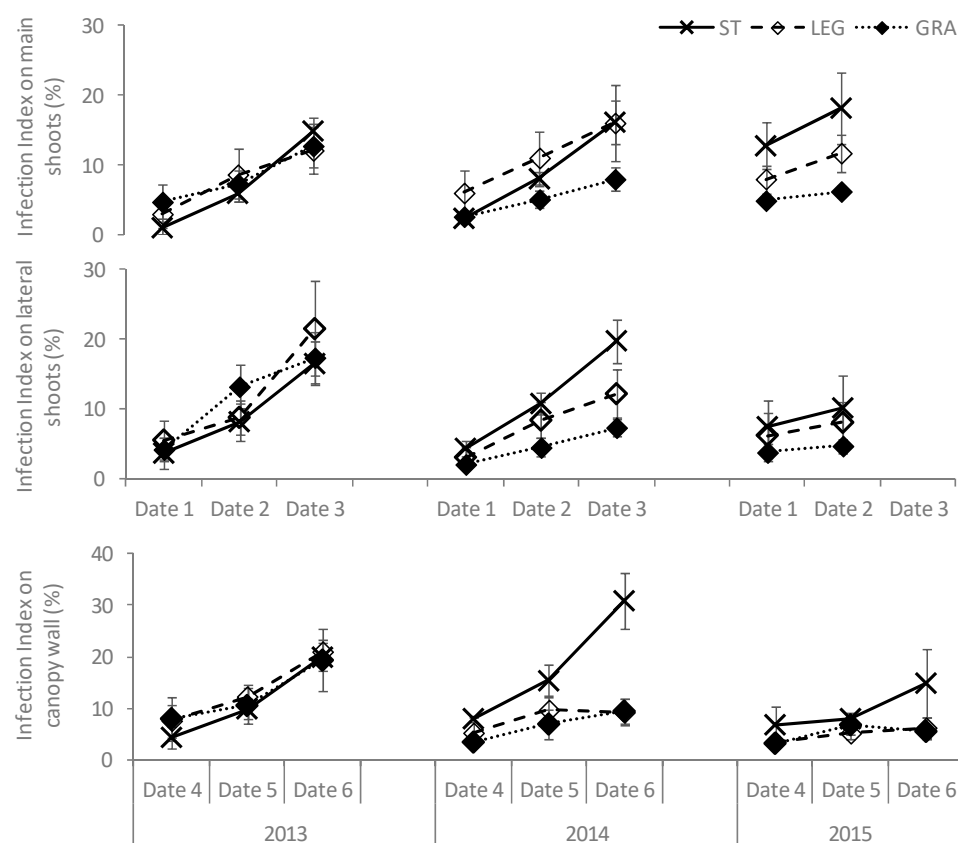 Infection Index on main
shoots (%)
30
20
10
0
ST LEG GRA
Infection Index on lateral
shoots (%)
30
20
10
0
Date 1 Date 2 Date 3 Date 1 Date 2 Date 3 Date 1 Date 2 Date 3
Infection Index on
canopy wall (%)
40
30
20
10
0
Date 4 Date 5 Date 6 Date 4 Date 5 Date 6 Date 4 Date 5 Date 6
2013 2014 2015